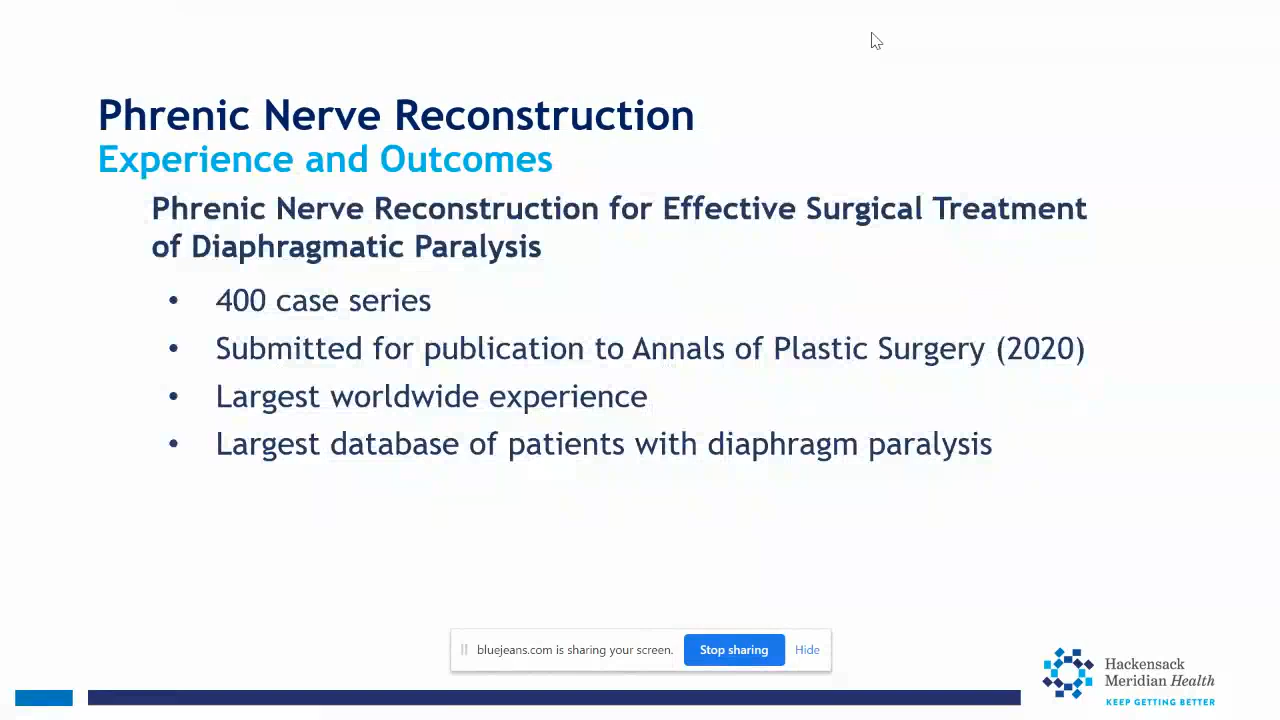 Phrenic Nerve Reconstruction
Experience and Outcomes
Phrenic Nerve Reconstruction for Effective Surgical Treatment
of Diaphragmatic Paralysis
• 400 case series
• Submitted for publication to Annals of Plastic Surgery (2020)
• Largest worldwide experience
• Largest database of patients with diaphragm paralysis
bluejeans.com is sharing your screen. Stop sharing Hide
Hackensack
Meridian Health
KEEP GETTING BETTER